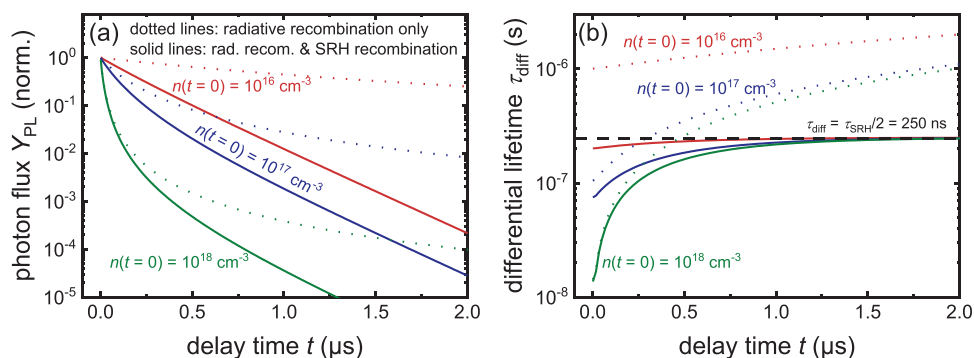 (a) dotted lines: radiative recombination only
solid lines: rad. recom. & SRH recombination
photon flux Y_PL (norm.)
10^0
10^-1
10^-2
10^-3
10^-4
10^-5
n(t = 0) = 10^16 cm^-3
n(t = 0) = 10^17 cm^-3
n(t = 0) = 10^18 cm^-3
0.0 0.5 1.0 1.5 2.0
delay time t (µs)
(b)
differential lifetime τ_diff (s)
10^-6
10^-7
10^-8
n(t = 0) = 10^16 cm^-3
n(t = 0) = 10^17 cm^-3
τ_diff = τ_SRH/2 = 250 ns
n(t = 0) = 10^18 cm^-3
0.0 0.5 1.0 1.5 2.0
delay time t (µs)